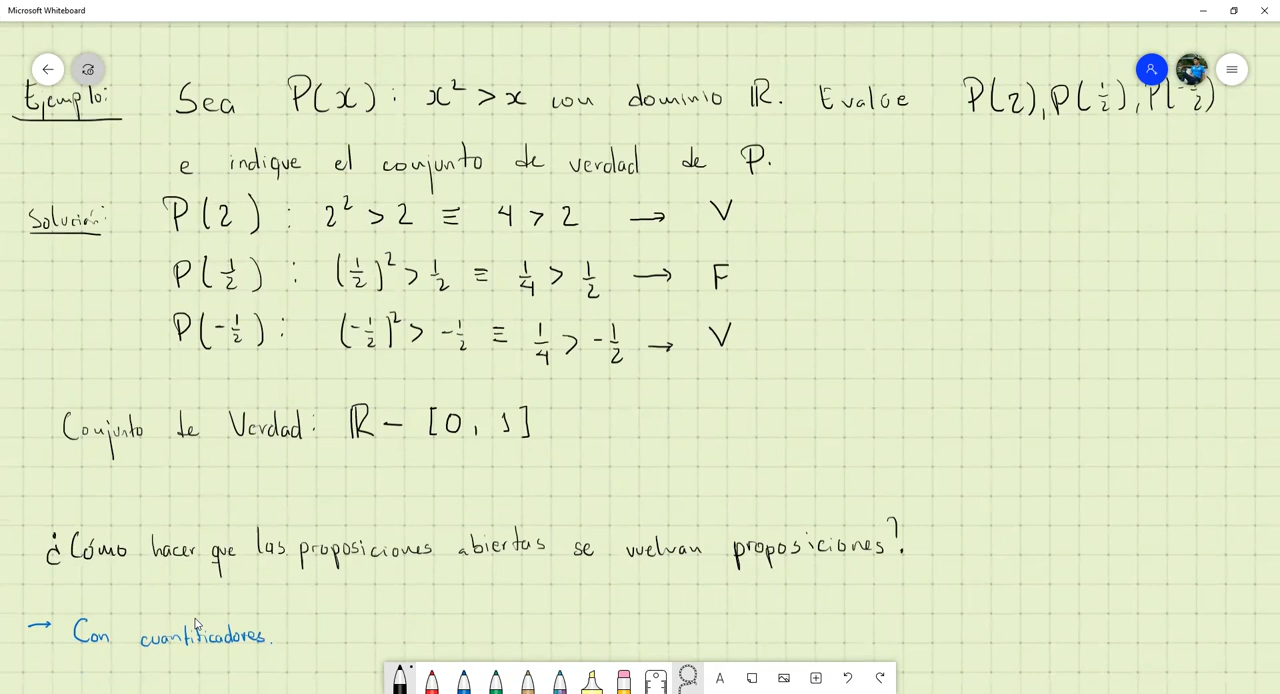 Microsoft Whiteboard
Ejemplo: Sea P(x): x² > x con dominio ℝ. Evalue P(2), P(1/2), P(-1/2)
e indique el conjunto de verdad de P.
Solución: P(2) : 2² > 2 ≡ 4 > 2 → V
P(1/2) : (1/2)² > 1/2 ≡ 1/4 > 1/2 → F
P(-1/2) : (-1/2)² > -1/2 ≡ 1/4 > -1/2 → V
Conjunto de Verdad: ℝ - [0, 1]
¿Cómo hacer que las proposiciones abiertas se vuelvan proposiciones?
→ Con cuantificadores.
A